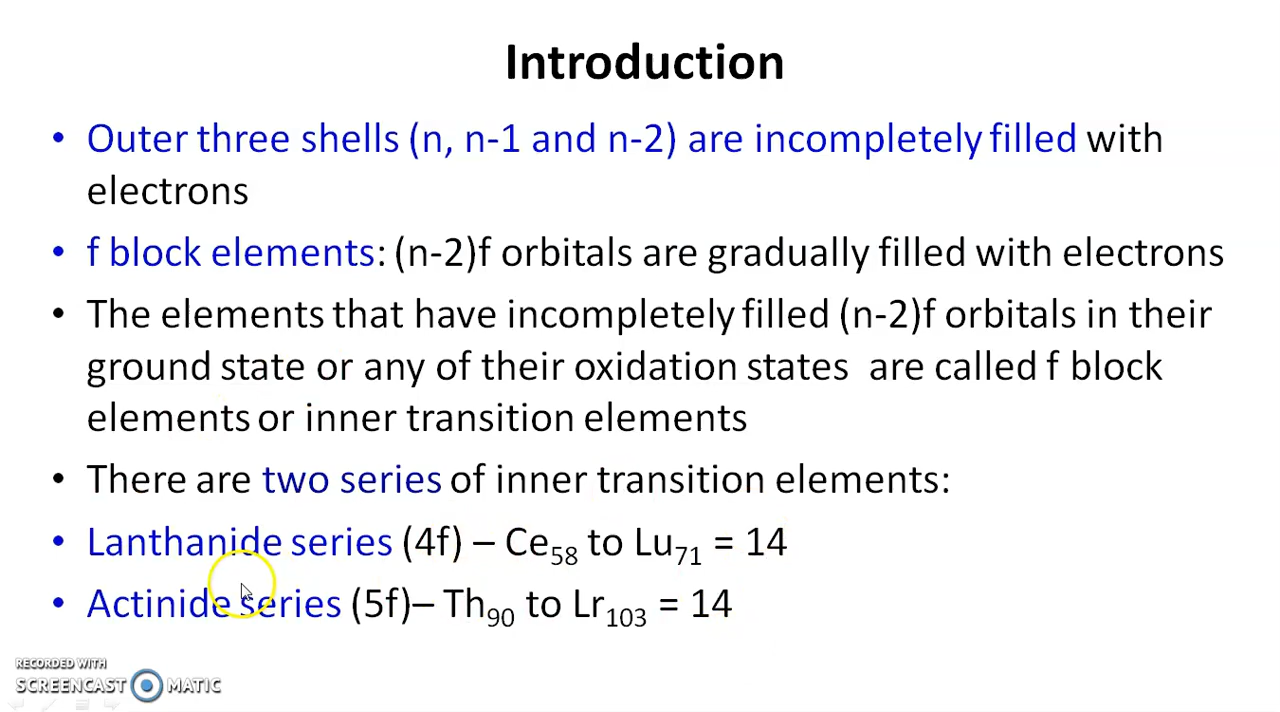 Introduction
• Outer three shells (n, n-1 and n-2) are incompletely filled with
electrons
• f block elements: (n-2)f orbitals are gradually filled with electrons
• The elements that have incompletely filled (n-2)f orbitals in their
ground state or any of their oxidation states are called f block
elements or inner transition elements
• There are two series of inner transition elements:
• Lanthanide series (4f) – Ce₅₈ to Lu₇₁ = 14
• Actinide series (5f)– Th₉₀ to Lr₁₀₃ = 14
RECORDED WITH
SCREENCAST MATIC